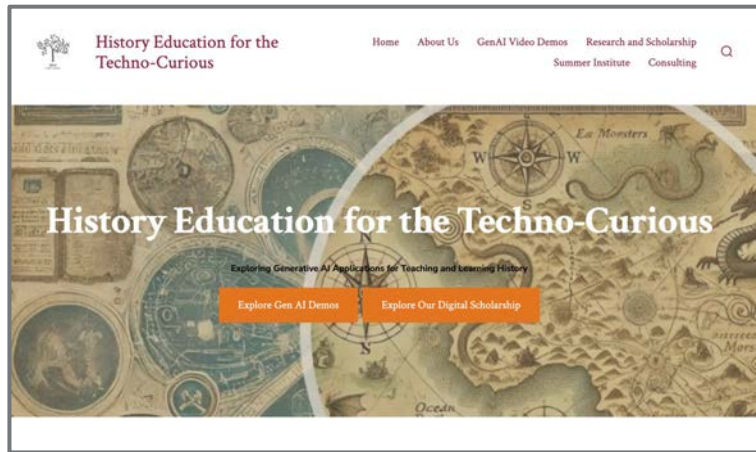 History Education for the
Techno-Curious
Home About Us GenAI Video Demos Research and Scholarship
Summer Institute Consulting
Ea Monsters
N
W W
S
History Education for the Techno-Curious
N
Exploring Generative AI Applications for Teaching and Learning History
Explore Gen AI Demos Explore Our Digital Scholarship
S
Mors
Ocean